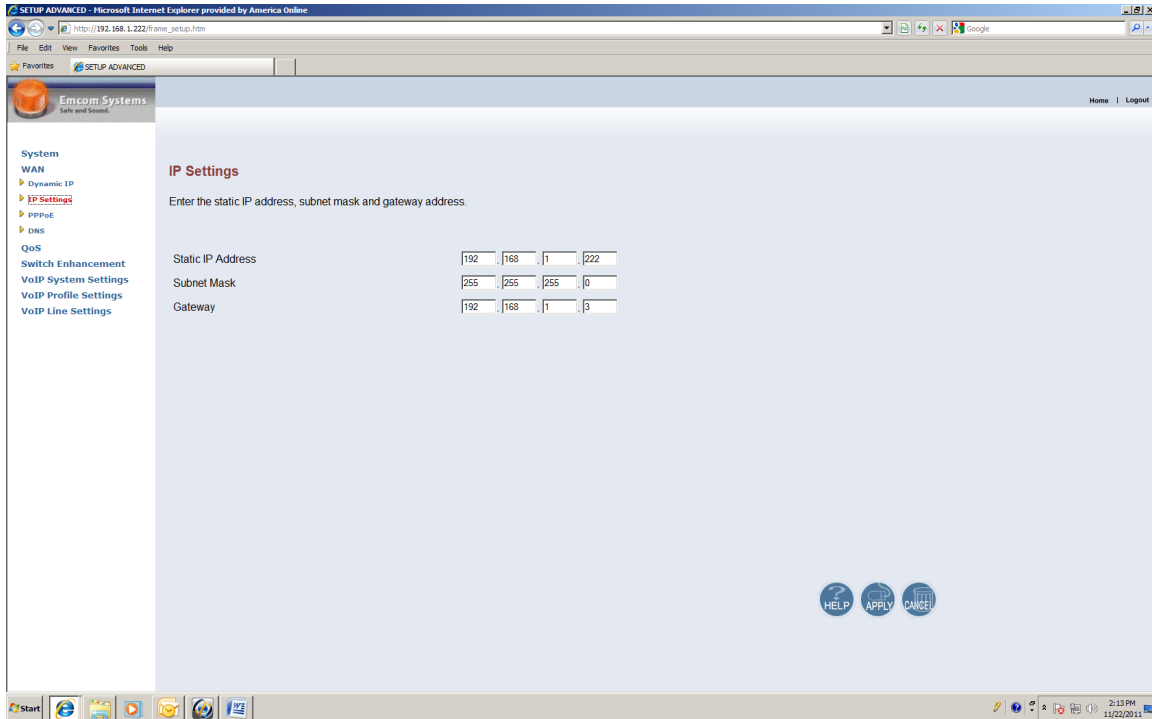 SETUP ADVANCED - Microsoft Internet Explorer provided by America Online
http://192.168.1.222/frame_setup.htm
Google
File Edit View Favorites Tools Help
Favorites SETUP ADVANCED
Emcom Systems
Safe and Sound.
Home | Logout
System
WAN
Dynamic IP
IP Settings
PPPoE
DNS
QoS
Switch Enhancement
VoIP System Settings
VoIP Profile Settings
VoIP Line Settings
IP Settings
Enter the static IP address, subnet mask and gateway address.
Static IP Address 192 . 168 . 1 . 222
Subnet Mask 255 . 255 . 255 . 0
Gateway 192 . 168 . 1 . 3
HELP APPLY CANCEL
Start
2:13 PM
11/22/2011